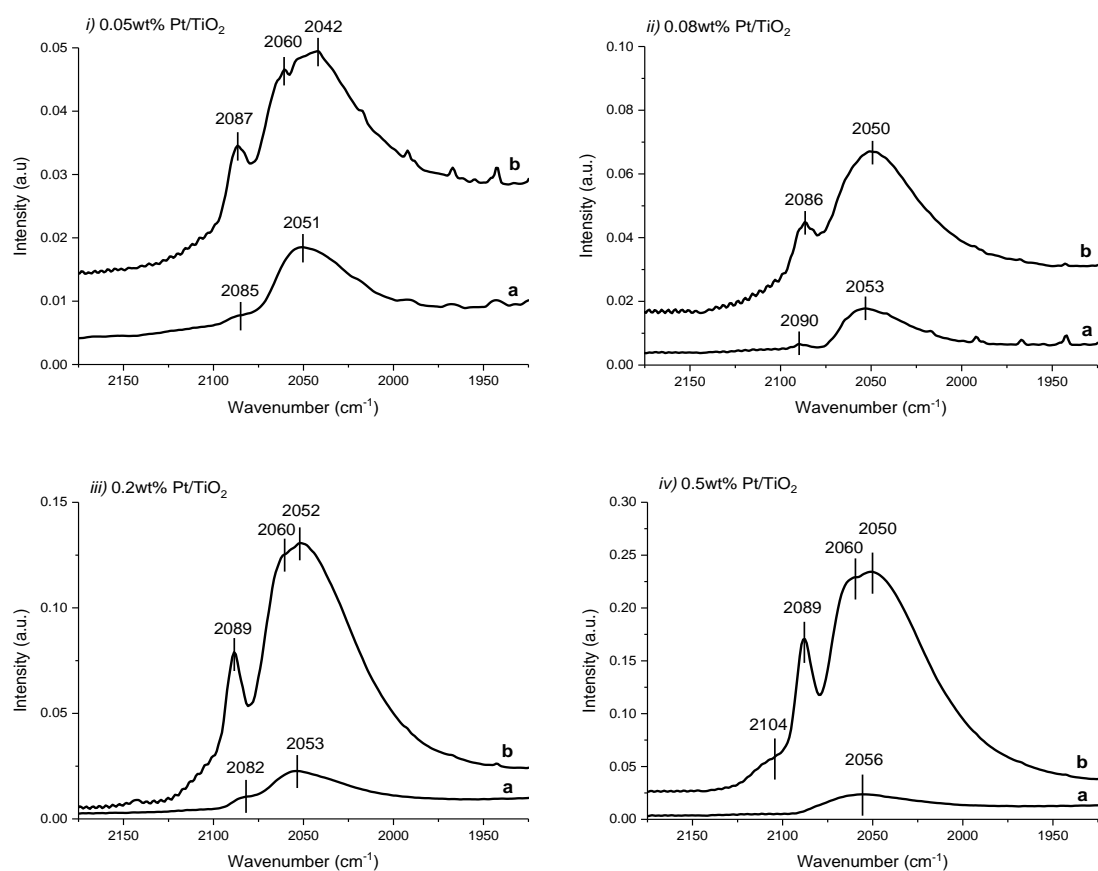 i) 0.05wt% Pt/TiO₂
2060 2042
0.05
0.04
0.03
0.02
0.01
0.00
Intensity (a.u)
2087
b
2051
2085
a
2150 2100 2050 2000 1950
Wavenumber (cm⁻¹)
ii) 0.08wt% Pt/TiO₂
0.10
0.08
0.06
0.04
0.02
0.00
Intensity (a.u.)
2050
2086
b
2053
2090
a
2150 2100 2050 2000 1950
Wavenumber (cm⁻¹)
iii) 0.2wt% Pt/TiO₂
0.15
0.10
0.05
0.00
Intensity (a.u.)
2052
2060
2089
b
2053
2082
a
2150 2100 2050 2000 1950
Wavenumber (cm⁻¹)
iv) 0.5wt% Pt/TiO₂
0.30
0.25
0.20
0.15
0.10
0.05
0.00
Intensity (a.u.)
2050
2060
2089
2104
b
2056
a
2150 2100 2050 2000 1950
Wavenumber (cm⁻¹)